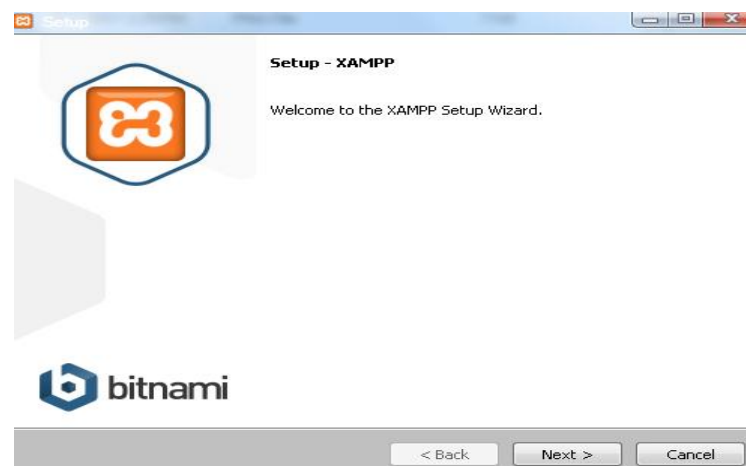 Setup
Setup - XAMPP
Welcome to the XAMPP Setup Wizard.
bitnami
< Back
Next >
Cancel